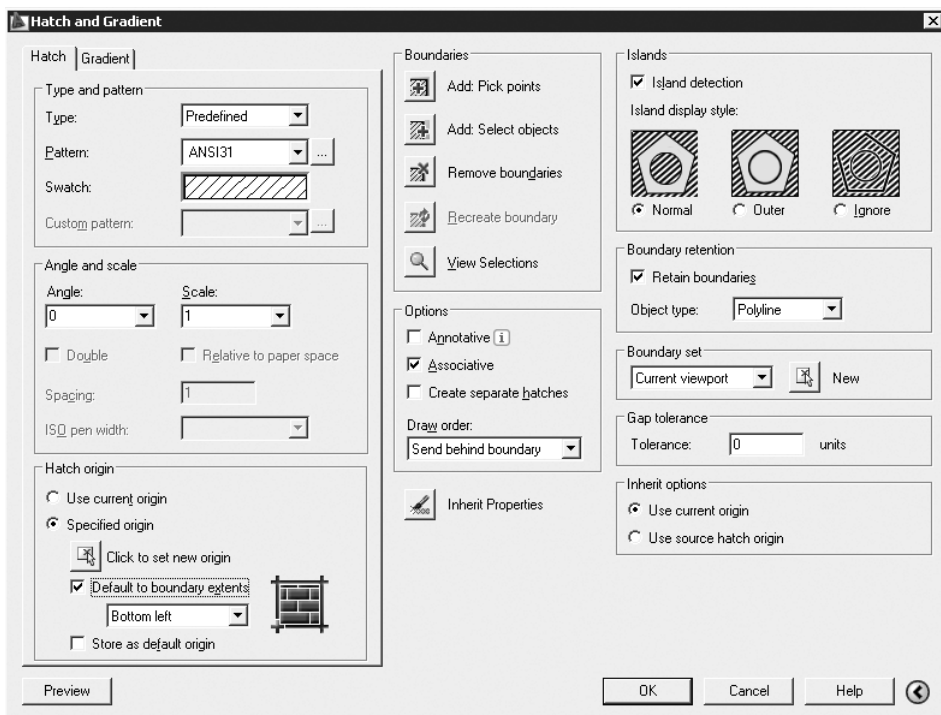 Hatch and Gradient
Hatch
Gradient
Type and pattern
Type:
Predefined
Pattern:
ANSI31
...
Swatch:
Custom pattern:
...
Angle and scale
Angle:
Scale:
0
1
Double
Relative to paper space
Spacing:
1
ISO pen width:
Hatch origin
Use current origin
Specified origin
Click to set new origin
Default to boundary extents
Bottom left
Store as default origin
Boundaries
Add: Pick points
Add: Select objects
Remove boundaries
Recreate boundary
View Selections
Options
Annotative
i
Associative
Create separate hatches
Draw order:
Send behind boundary
Inherit Properties
Islands
Island detection
Island display style:
Normal
Outer
Ignore
Boundary retention
Retain boundaries
Object type:
Polyline
Boundary set
Current viewport
New
Gap tolerance
Tolerance:
0
units
Inherit options
Use current origin
Use source hatch origin
Preview
OK
Cancel
Help